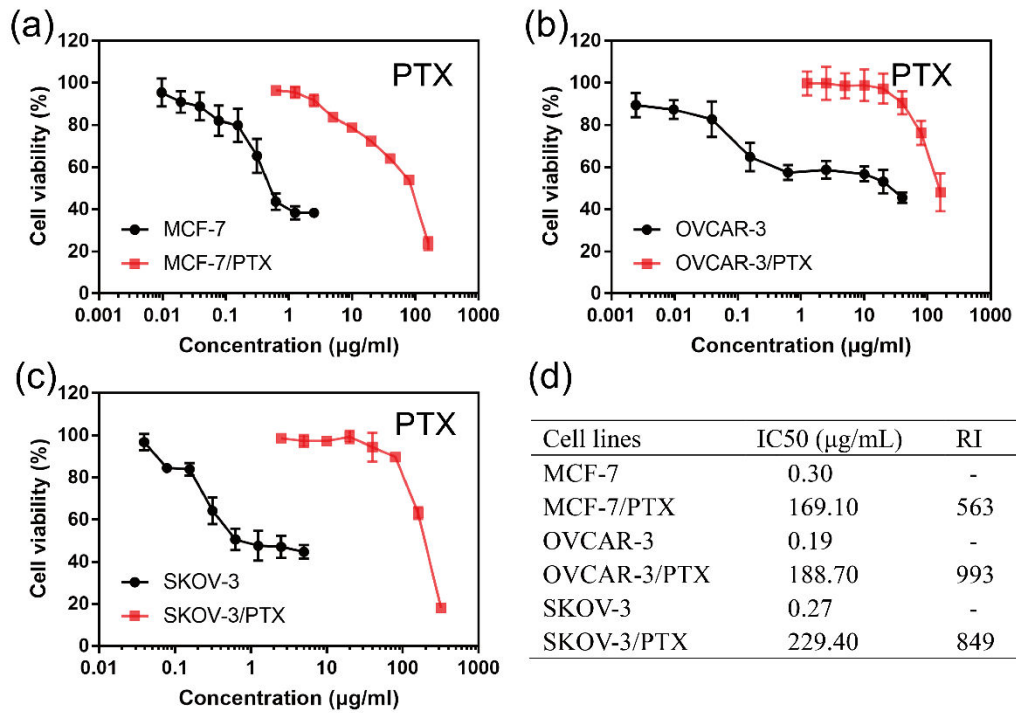 (a)
PTX
120
100
80
60
40
20
0
Cell viability (%)
MCF-7
MCF-7/PTX
0.001 0.01 0.1 1 10 100 1000
Concentration (µg/ml)
(b)
PTX
120
100
80
60
40
20
0
Cell viability (%)
OVCAR-3
OVCAR-3/PTX
0.001 0.01 0.1 1 10 100 1000
Concentration (µg/ml)
(c)
PTX
120
100
80
60
40
20
0
Cell viability (%)
SKOV-3
SKOV-3/PTX
0.01 0.1 1 10 100 1000
Concentration (µg/ml)
(d)
Cell lines IC50 (µg/mL) RI
MCF-7 0.30 -
MCF-7/PTX 169.10 563
OVCAR-3 0.19 -
OVCAR-3/PTX 188.70 993
SKOV-3 0.27 -
SKOV-3/PTX 229.40 849